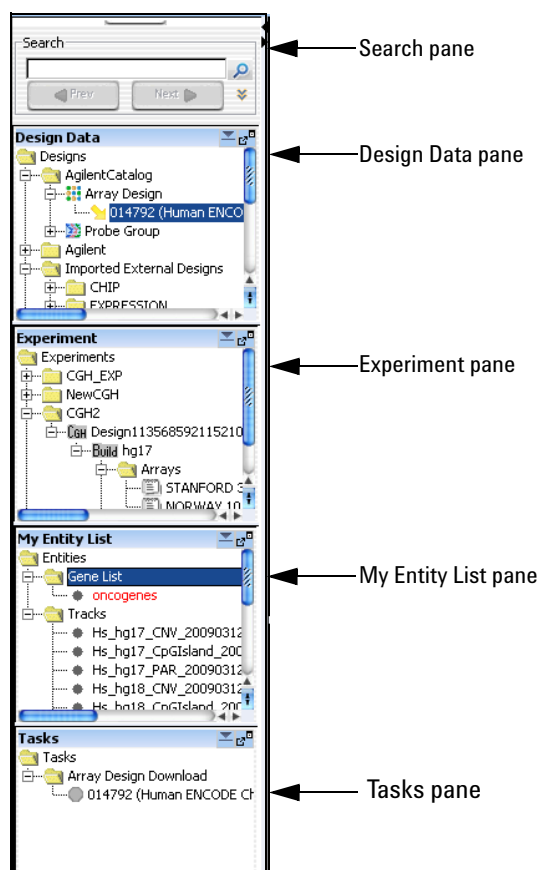 Search
Search pane
Prev Next
Design Data
Design Data pane
Designs
AgilentCatalog
Array Design
014792 (Human ENCO
Probe Group
Agilent
Imported External Designs
CHIP
EXPRESSION
Experiment
Experiment pane
Experiments
CGH_EXP
NewCGH
CGH2
CGH Design113568592115210
Build hg17
Arrays
STANFORD 3
NORWAY 10
My Entity List
My Entity List pane
Entities
Gene List
oncogenes
Tracks
Hs_hg17_CNV_20090312
Hs_hg17_CpGIsland_200
Hs_hg17_PAR_20090312
Hs_hg18_CNV_20090312
Hs_hg18_CpGIsland_200
Tasks
Tasks pane
Tasks
Array Design Download
014792 (Human ENCODE Ch